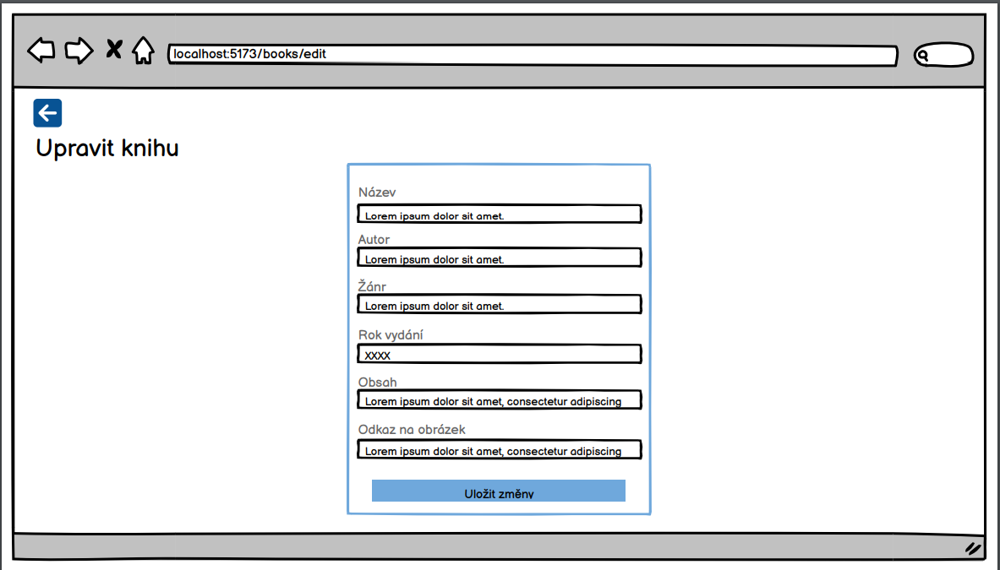 localhost:5173/books/edit
Upravit knihu
Název
Lorem ipsum dolor sit amet.
Autor
Lorem ipsum dolor sit amet.
Žánr
Lorem ipsum dolor sit amet.
Rok vydání
XXXX
Obsah
Lorem ipsum dolor sit amet, consectetur adipiscing
Odkaz na obrázek
Lorem ipsum dolor sit amet, consectetur adipiscing
Uložit změny